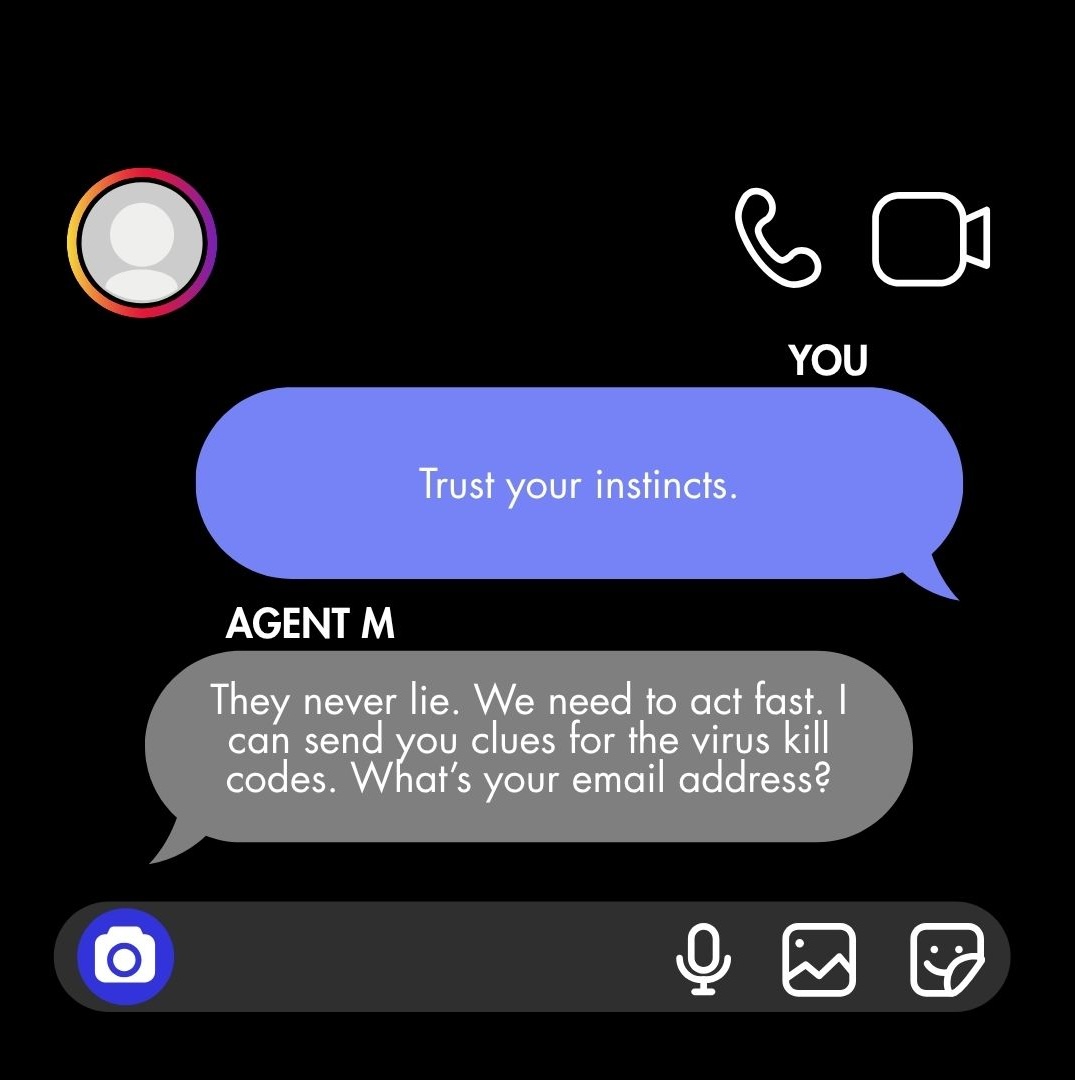 YOU
Trust your instincts.
AGENT M
They never lie. We need to act fast. I
can send you clues for the virus kill
codes. What’s your email address?